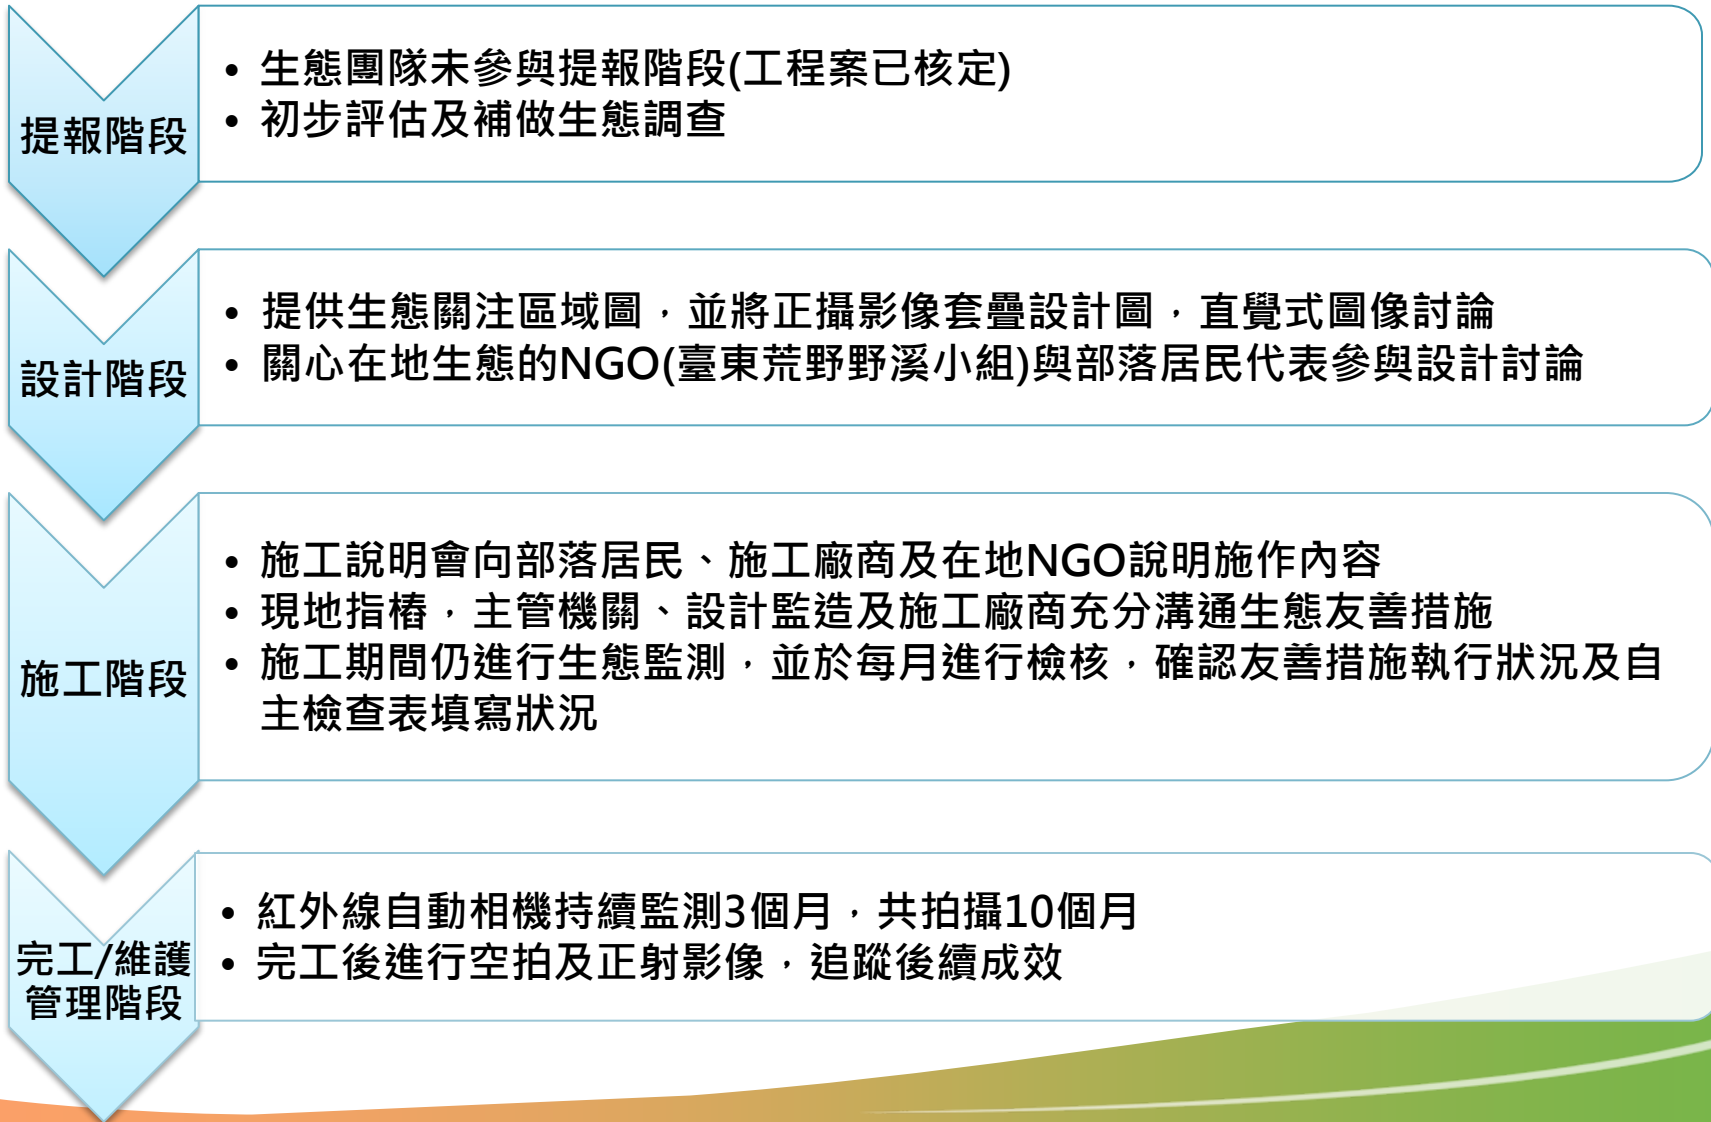 提報階段
• 生態團隊未參與提報階段(工程案已核定)
• 初步評估及補做生態調查
設計階段
• 提供生態關注區域圖，並將正攝影像套疊設計圖，直覺式圖像討論
• 關心在地生態的NGO(臺東荒野野溪小組)與部落居民代表參與設計討論
施工階段
• 施工說明會向部落居民、施工廠商及在地NGO說明施作內容
• 現地指樁，主管機關、設計監造及施工廠商充分溝通生態友善措施
• 施工期間仍進行生態監測，並於每月進行檢核，確認友善措施執行狀況及自
主檢查表填寫狀況
完工/維護
管理階段
• 紅外線自動相機持續監測3個月，共拍攝10個月
• 完工後進行空拍及正射影像，追蹤後續成效